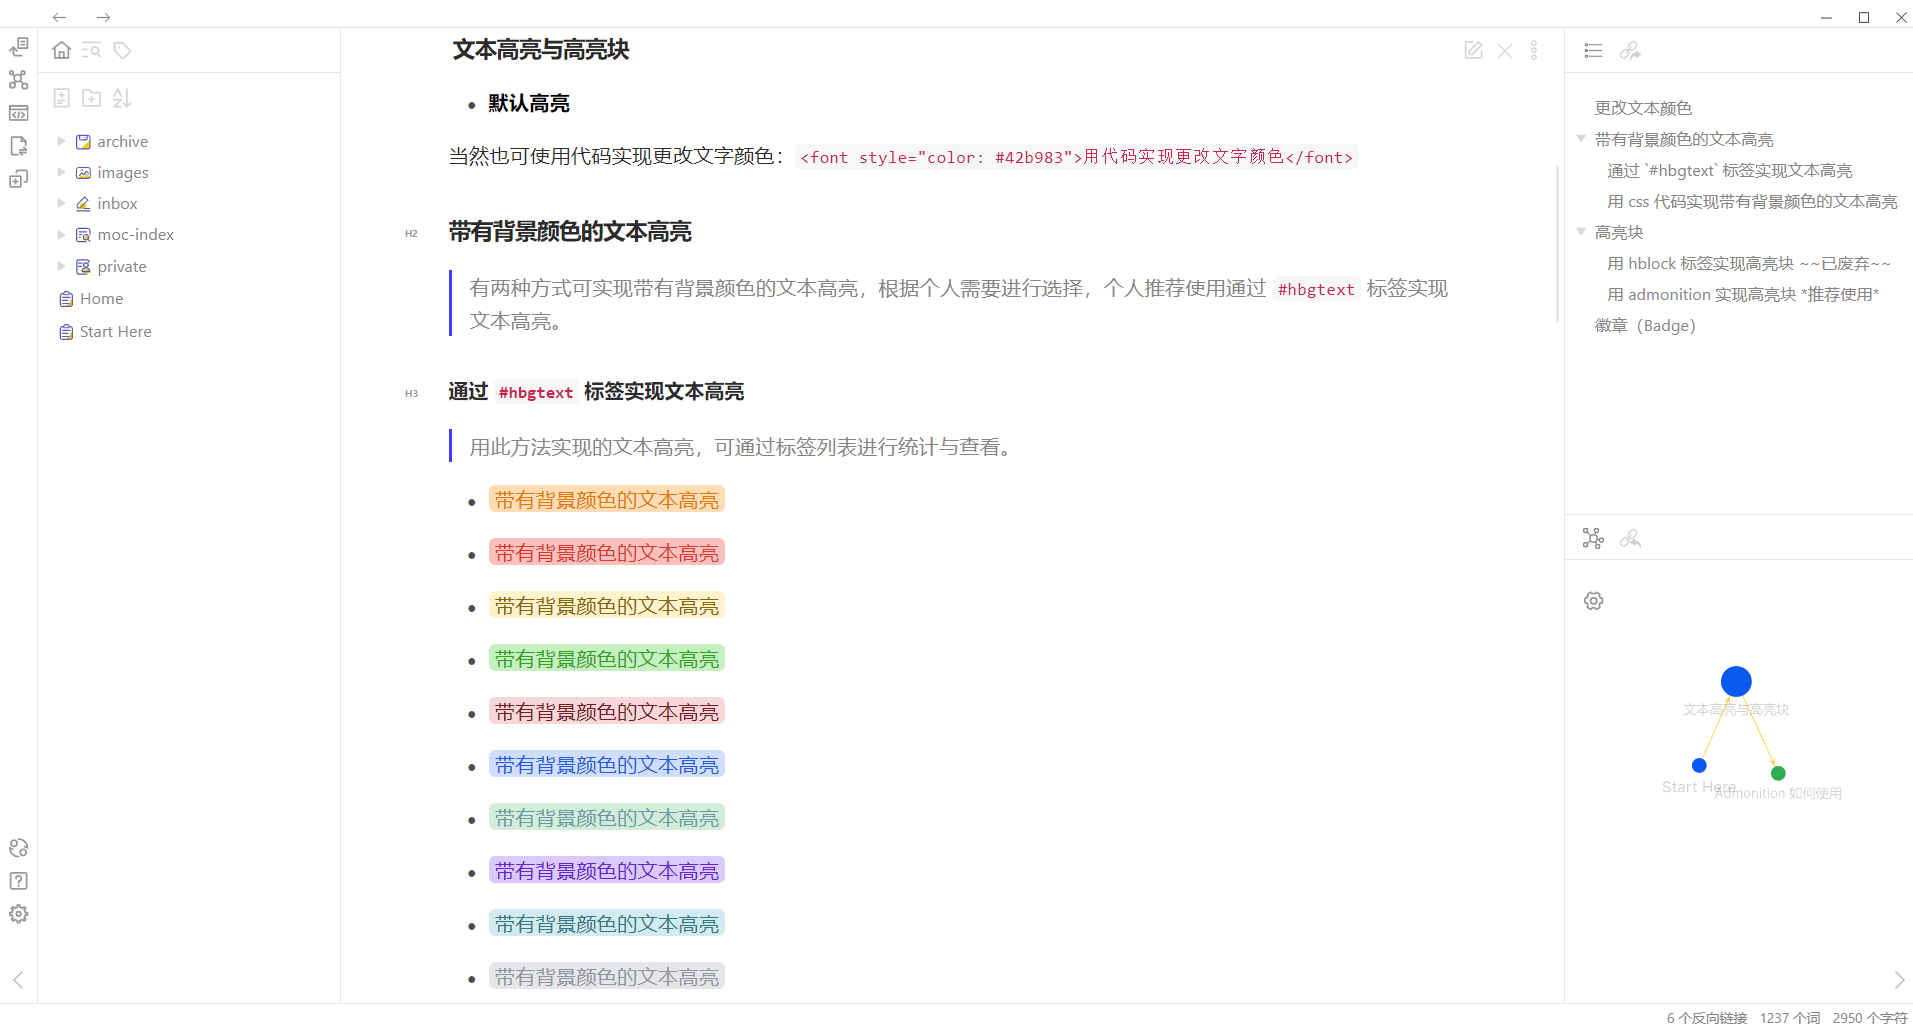 archive
images
inbox
moc-index
private
Home
Start Here
文本高亮与高亮块
默认高亮
当然也可使用代码实现更改文字颜色：<font style="color: #42b983">用代码实现更改文字颜色</font>
H2 带有背景颜色的文本高亮
有两种方式可实现带有背景颜色的文本高亮，根据个人需要进行选择，个人推荐使用通过 #hbgtext 标签实现
文本高亮。
H3 通过 #hbgtext 标签实现文本高亮
用此方法实现的文本高亮，可通过标签列表进行统计与查看。
带有背景颜色的文本高亮
带有背景颜色的文本高亮
带有背景颜色的文本高亮
带有背景颜色的文本高亮
带有背景颜色的文本高亮
带有背景颜色的文本高亮
带有背景颜色的文本高亮
带有背景颜色的文本高亮
带有背景颜色的文本高亮
带有背景颜色的文本高亮
更改文本颜色
带有背景颜色的文本高亮
通过 `#hbgtext` 标签实现文本高亮
用 css 代码实现带有背景颜色的文本高亮
高亮块
用 hblock 标签实现高亮块 ~~已废弃~~
用 admonition 实现高亮块 *推荐使用*
徽章（Badge）
文本高亮与高亮块
Start Here
Admonition 如何使用
6 个反向链接 1237 个词 2950 个字符